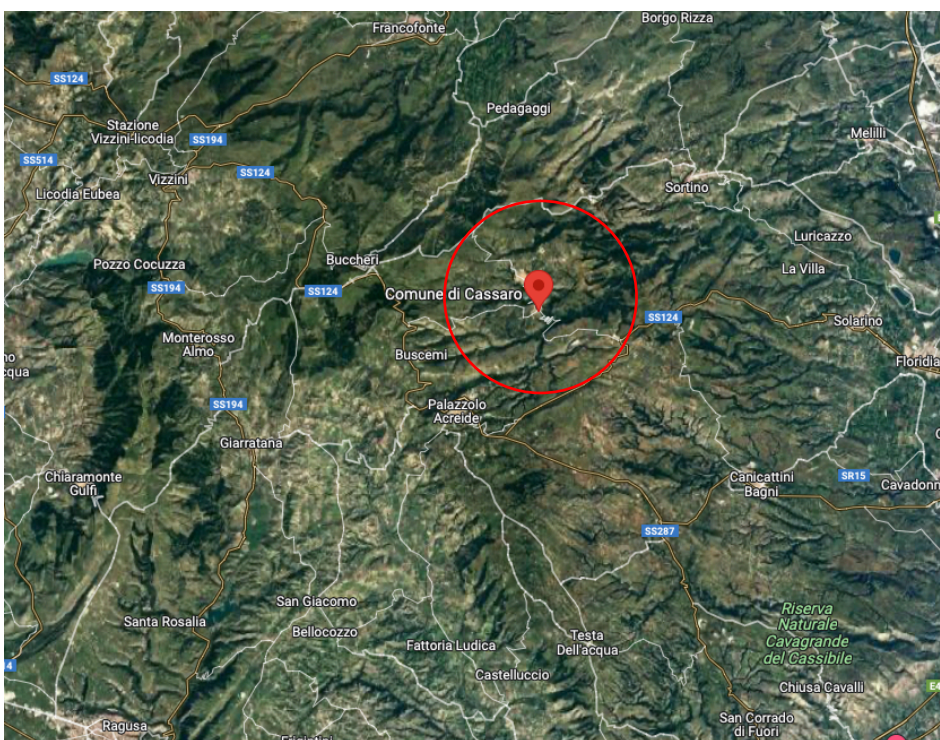 Francofonte
Borgo Rizza
SS124
Pedagaggi
Stazione
Vizzini-licodia
SS194
Melilli
SS514
SS124
Vizzini
Licodia Eubea
Sortino
Luricazzo
Buccheri
Pozzo Cocuzza
La Villa
SS194
SS124
Comune di Cassaro
SS124
Solarino
Monterosso
Almo
Buscemi
Floridia
cqua
SS194
Palazzolo
Acreide
Giarratana
Chiaramonte
Gulfi
Canicattini
Bagni
SR15
Cavadonn
SS287
San Giacomo
Santa Rosalia
Bellocozzo
Riserva
Naturale
Cavagrande
del Cassibile
Fattoria Ludica
Testa
Dell'acqua
14
Castelluccio
Chiusa Cavalli
E4
Ragusa
San Corrado
di Fuori